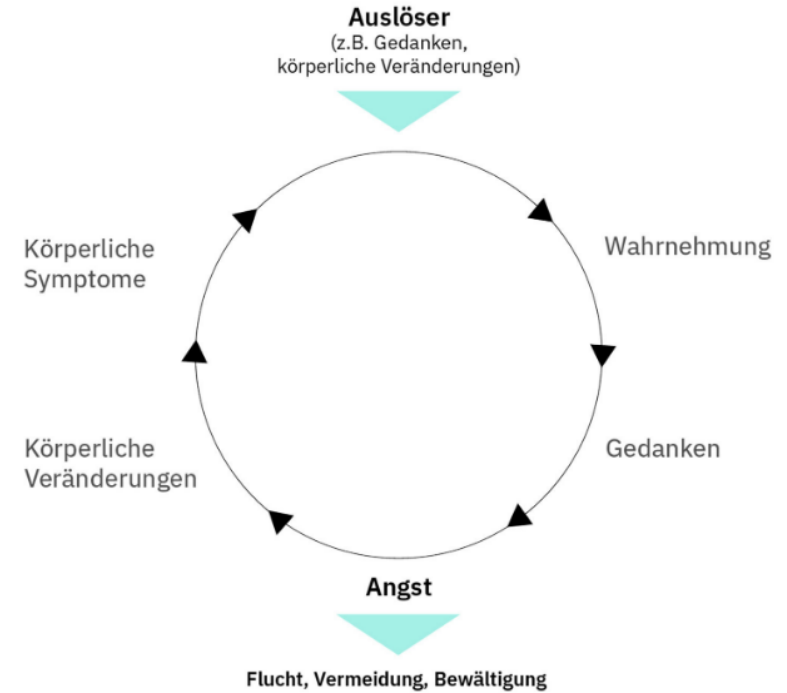 Auslöser
(z.B. Gedanken,
körperliche Veränderungen)
Wahrnehmung
Gedanken
Angst
Flucht, Vermeidung, Bewältigung
Körperliche
Veränderungen
Körperliche
Symptome